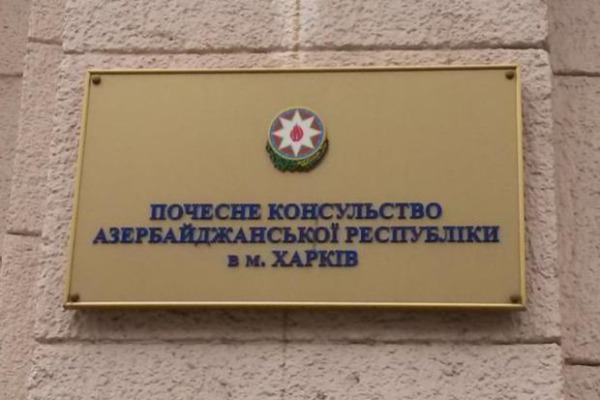 ПОЧЕСНЕ КОНСУЛЬСТВО
АЗЕРБАЙДЖАНСЬКОЇ РЕСПУБЛІКИ
в м. ХАРКІВ